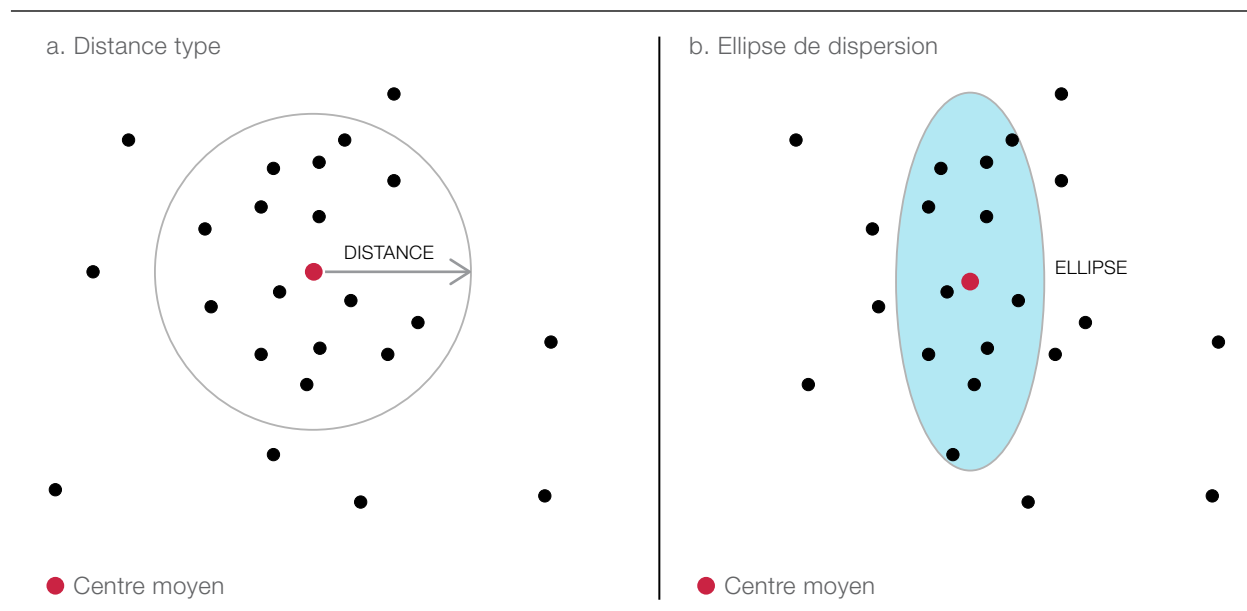 a. Distance type
DISTANCE
Centre moyen
b. Ellipse de dispersion
ELLIPSE
Centre moyen